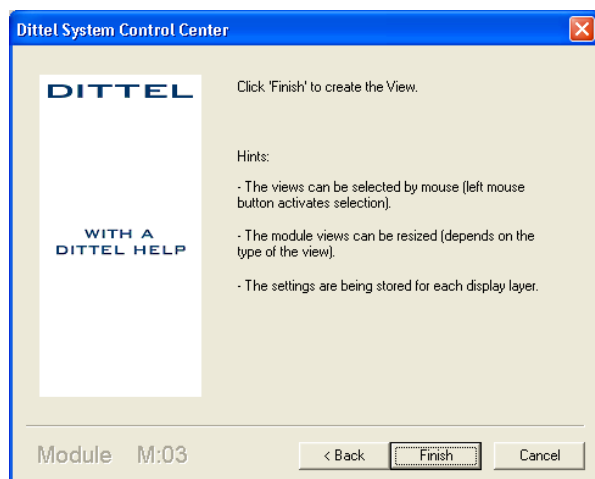 Dittel System Control Center
DITTEL
WITH A
DITTEL HELP
Click 'Finish' to create the View.
Hints:
- The views can be selected by mouse (left mouse
button activates selection).
- The module views can be resized (depends on the
type of the view).
- The settings are being stored for each display layer.
Module M:03
< Back
Finish
Cancel